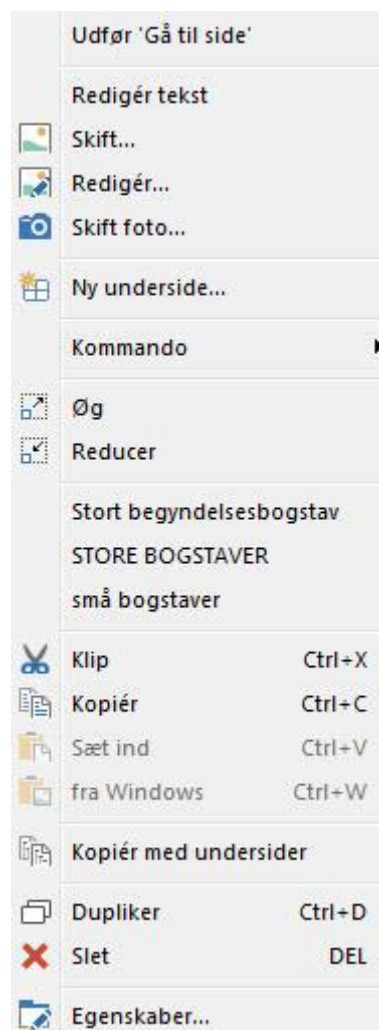 Udfør 'Gå til side'
Redigér tekst
Skift...
Redigér...
Skift foto...
Ny underside...
Kommando
Øg
Reducer
Stort begyndelsesbogstav
STORE BOGSTAVER
små bogstaver
Klip Ctrl+X
Kopiér Ctrl+C
Sæt ind Ctrl+V
fra Windows Ctrl+W
Kopiér med undersider
Dupliker Ctrl+D
Slet DEL
Egenskaber...